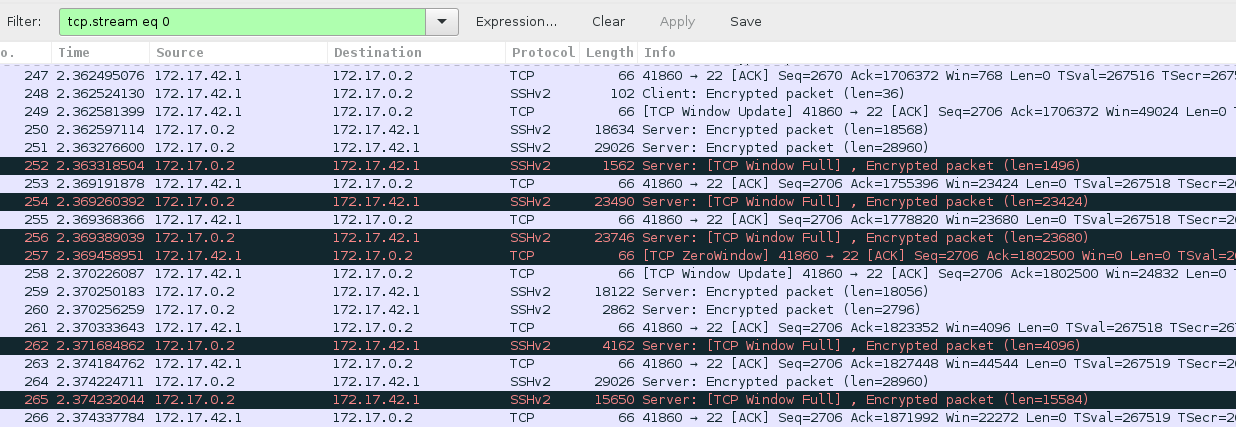 Filter: tcp.stream eq 0 Expression... Clear Apply Save
o. Time Source Destination Protocol Length Info
247 2.362495076 172.17.42.1 172.17.0.2 TCP 66 41860 → 22 [ACK] Seq=2670 Ack=1706372 Win=768 Len=0 TSval=267516 TSecr=267
248 2.362524130 172.17.42.1 172.17.0.2 SSHv2 102 Client: Encrypted packet (len=36)
249 2.362581399 172.17.42.1 172.17.0.2 TCP 66 [TCP Window Update] 41860 → 22 [ACK] Seq=2706 Ack=1706372 Win=49024 Len=0 T
250 2.362597114 172.17.0.2 172.17.42.1 SSHv2 18634 Server: Encrypted packet (len=18568)
251 2.363276600 172.17.0.2 172.17.42.1 SSHv2 29026 Server: Encrypted packet (len=28960)
252 2.363318504 172.17.0.2 172.17.42.1 SSHv2 1562 Server: [TCP Window Full] , Encrypted packet (len=1496)
253 2.369191878 172.17.42.1 172.17.0.2 TCP 66 41860 → 22 [ACK] Seq=2706 Ack=1755396 Win=23424 Len=0 TSval=267518 TSecr=2
254 2.369260392 172.17.0.2 172.17.42.1 SSHv2 23490 Server: [TCP Window Full] , Encrypted packet (len=23424)
255 2.369368366 172.17.42.1 172.17.0.2 TCP 66 41860 → 22 [ACK] Seq=2706 Ack=1778820 Win=23680 Len=0 TSval=267518 TSecr=2
256 2.369389039 172.17.0.2 172.17.42.1 SSHv2 23746 Server: [TCP Window Full] , Encrypted packet (len=23680)
257 2.369458951 172.17.42.1 172.17.0.2 TCP 66 [TCP ZeroWindow] 41860 → 22 [ACK] Seq=2706 Ack=1802500 Win=0 Len=0 TSval=2
258 2.370226087 172.17.42.1 172.17.0.2 TCP 66 [TCP Window Update] 41860 → 22 [ACK] Seq=2706 Ack=1802500 Win=24832 Len=0 T
259 2.370250183 172.17.0.2 172.17.42.1 SSHv2 18122 Server: Encrypted packet (len=18056)
260 2.370256259 172.17.0.2 172.17.42.1 SSHv2 2862 Server: Encrypted packet (len=2796)
261 2.370333643 172.17.42.1 172.17.0.2 TCP 66 41860 → 22 [ACK] Seq=2706 Ack=1823352 Win=4096 Len=0 TSval=267518 TSecr=26
262 2.371684862 172.17.0.2 172.17.42.1 SSHv2 4162 Server: [TCP Window Full] , Encrypted packet (len=4096)
263 2.374184762 172.17.42.1 172.17.0.2 TCP 66 41860 → 22 [ACK] Seq=2706 Ack=1827448 Win=44544 Len=0 TSval=267519 TSecr=2
264 2.374224711 172.17.0.2 172.17.42.1 SSHv2 29026 Server: Encrypted packet (len=28960)
265 2.374232044 172.17.0.2 172.17.42.1 SSHv2 15650 Server: [TCP Window Full] , Encrypted packet (len=15584)
266 2.374337784 172.17.42.1 172.17.0.2 TCP 66 41860 → 22 [ACK] Seq=2706 Ack=1871992 Win=22272 Len=0 TSval=267519 TSecr=2